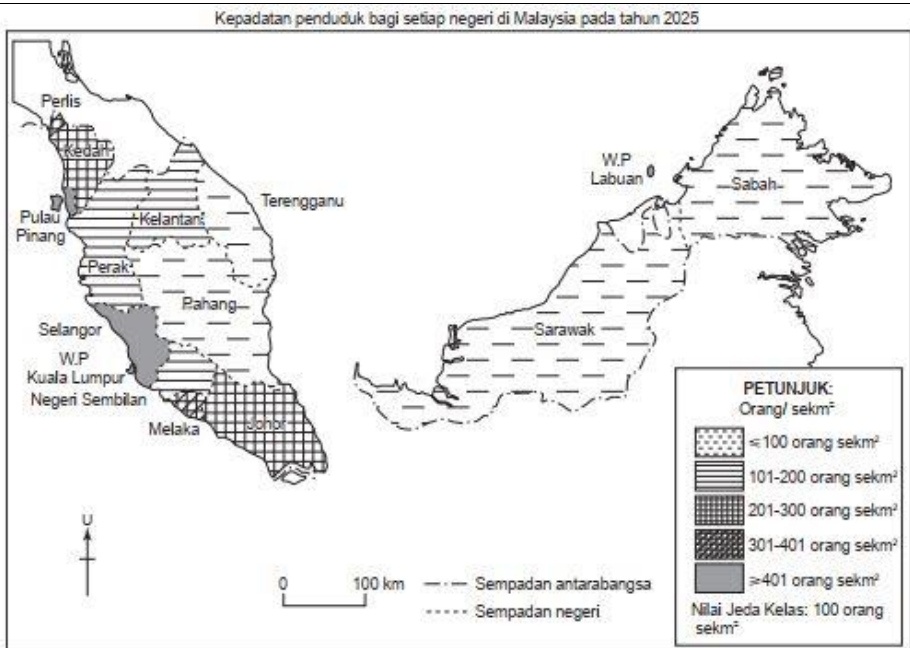 Kepadatan penduduk bagi setiap negeri di Malaysia pada tahun 2025
Perlis
Kedah
Pulau
Pinang
Kelantan
Terengganu
Perak
Pahang
Selangor
W.P
Kuala Lumpur
Negeri Sembilan
Melaka
Johor
W.P
Labuan
Sabah
Sarawak
U
0 100 km
Sempadan antarabangsa
Sempadan negeri
PETUNJUK:
Orang/ sekm²
≤100 orang sekm²
101-200 orang sekm²
201-300 orang sekm²
301-401 orang sekm²
≥401 orang sekm²
Nilai Jeda Kelas: 100 orang
sekm²